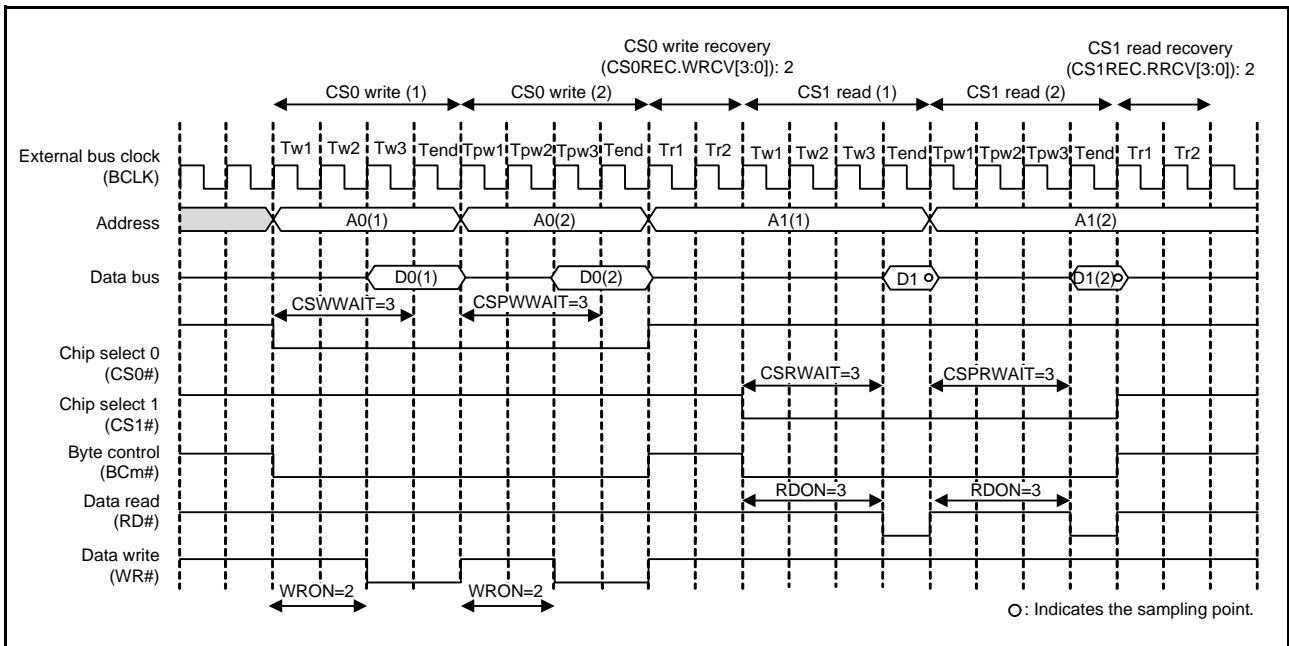 CS0 write recovery
(CS0REC.WRCV[3:0]): 2
CS1 read recovery
(CS1REC.RRCV[3:0]): 2
CS0 write (1)
CS0 write (2)
CS1 read (1)
CS1 read (2)
External bus clock
(BCLK)
Tw1 Tw2 Tw3 Tend Tpw1 Tpw2 Tpw3 Tend Tr1 Tr2 Tw1 Tw2 Tw3 Tend Tpw1 Tpw2 Tpw3 Tend Tr1 Tr2
Address
A0(1) A0(2) A1(1) A1(2)
Data bus
D0(1) D0(2) D1 D1(2)
CSWWAIT=3 CSPWWAIT=3
Chip select 0
(CS0#)
CSRWAIT=3 CSPRWAIT=3
Chip select 1
(CS1#)
Byte control
(BCm#)
Data read
(RD#)
RDON=3 RDON=3
Data write
(WR#)
WRON=2 WRON=2
: Indicates the sampling point.